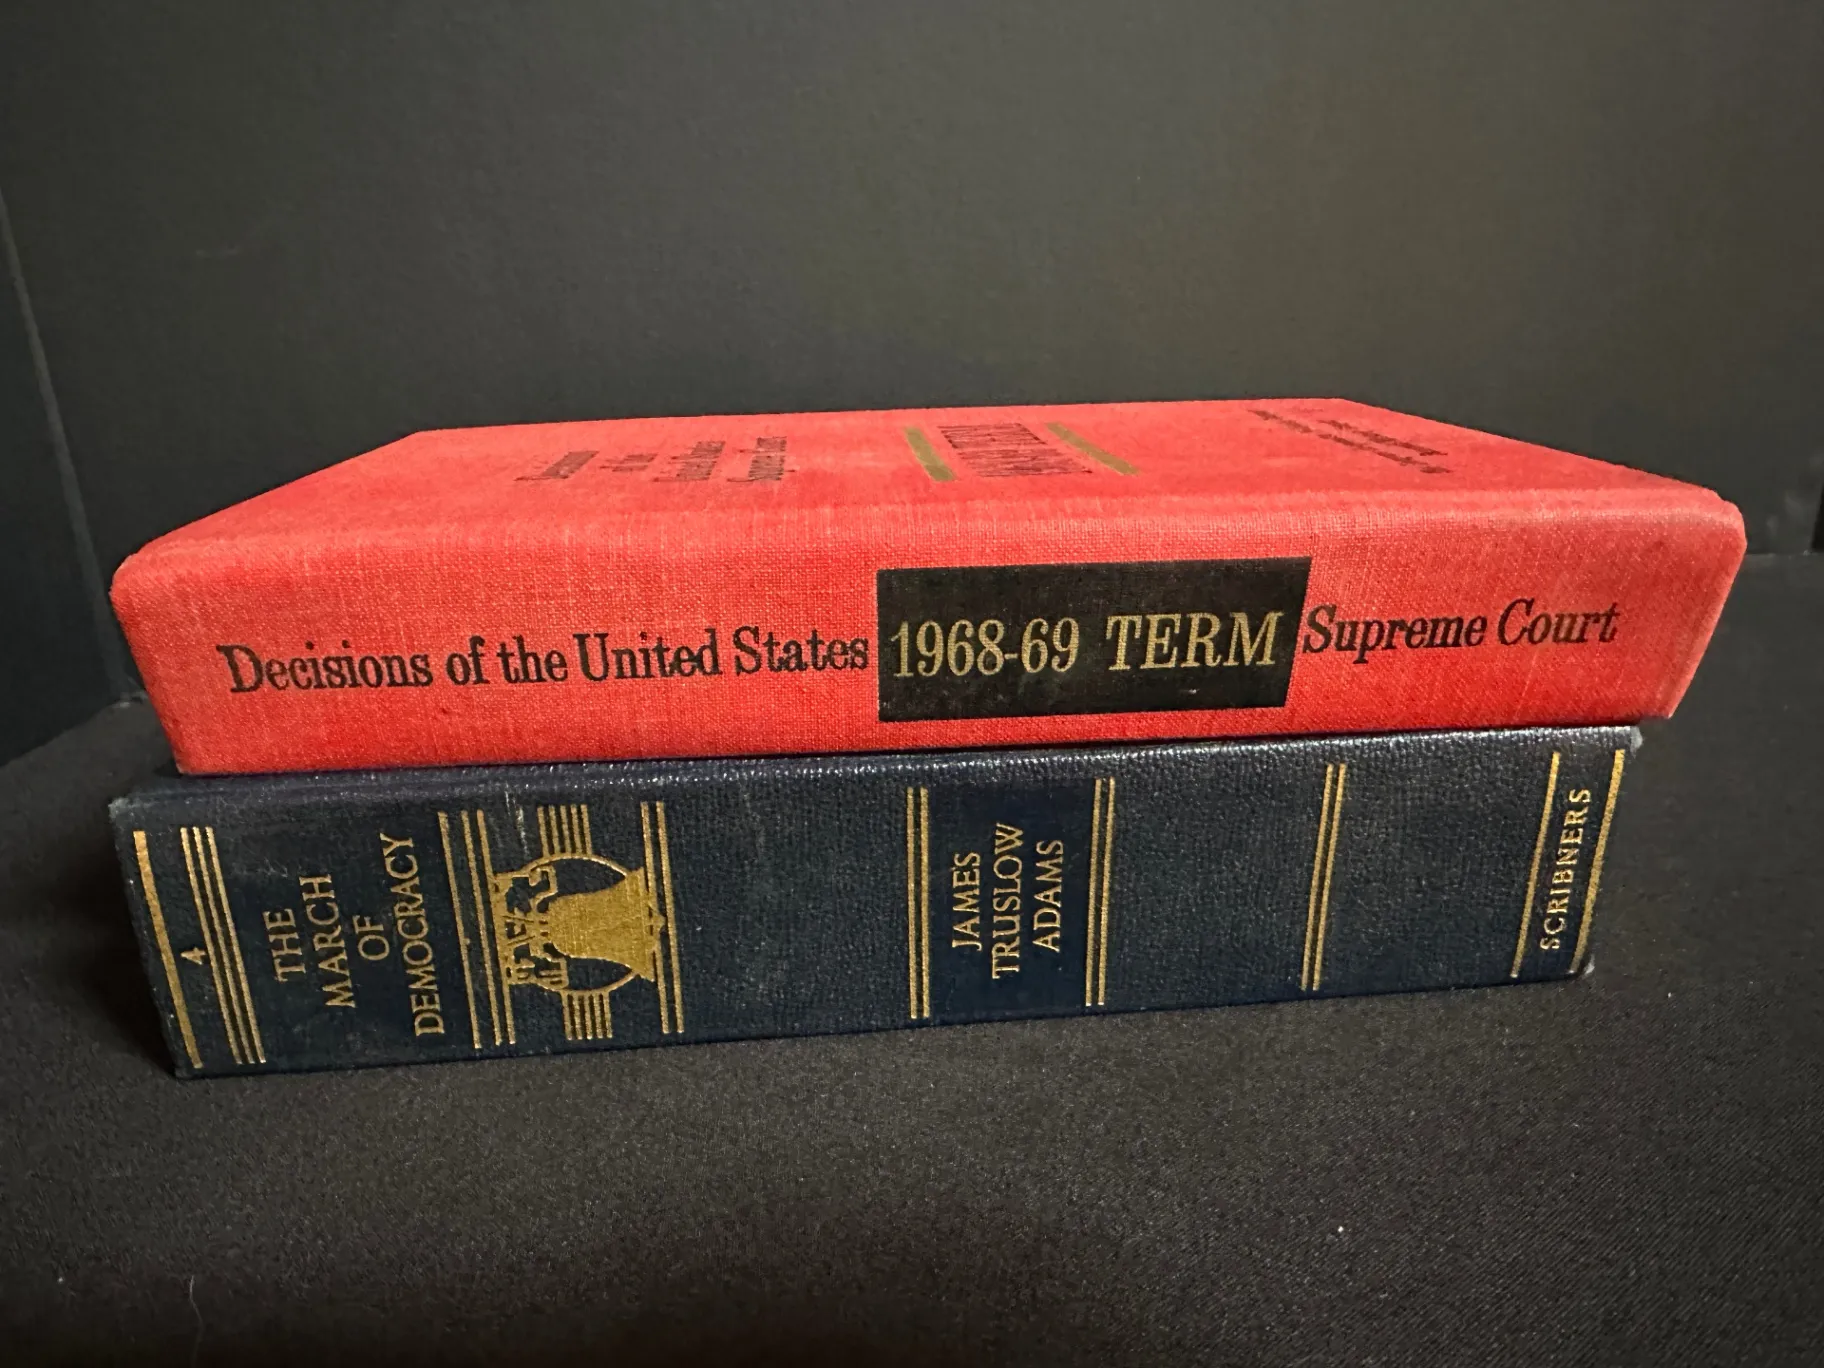 Decisions of the United States 1968-69 TERM Supreme Court
4
THE
MARCH
OF
DEMOCRACY
JAMES
TRUSLOW
ADAMS
SCRIBNERS